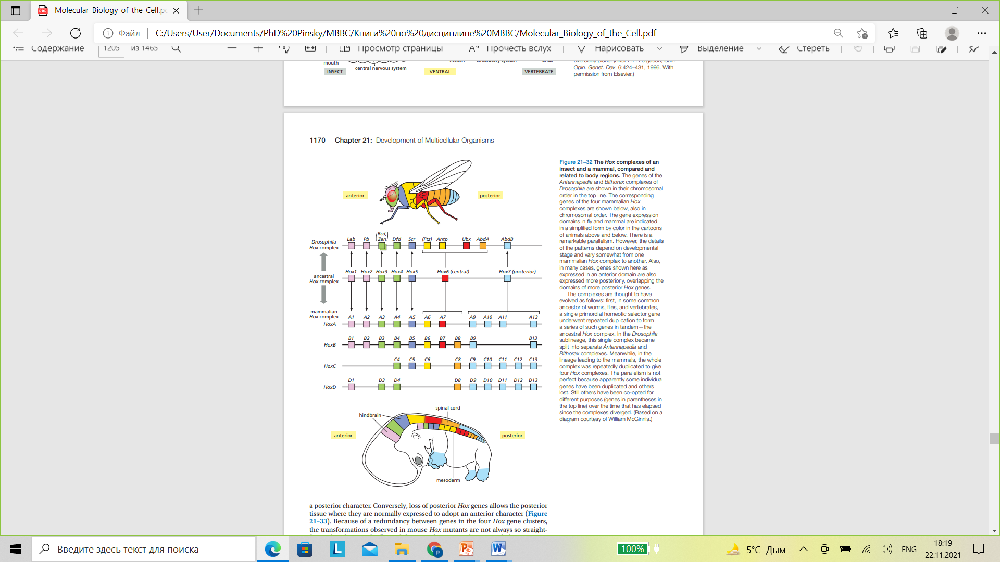 Molecular_Biology_of_the_Cell.p
Файл
C:/Users/User/Documents/PhD%20Pinsky/MBBC/Книги%20по%20дисциплине%20MBBC/Molecular_Biology_of_the_Cell.pdf
Содержание 1205 из 1465 Просмотр страницы Прочесть вслух Нарисовать Выделение Стереть
mouth
central nervous system
INSECT
VENTRAL
mouth
circulatory system
anus
VERTEBRATE
two body plans. (After E.L. Ferguson, Curr.
Opin. Genet. Dev. 6:424–431, 1996. With
permission from Elsevier.)
1170 Chapter 21: Development of Multicellular Organisms
anterior
posterior
Drosophila
Hox complex
Lab Pb (Bcd, Zen) Dfd Scr (Ftz) Antp Ubx AbdA AbdB
ancestral
Hox complex
Hox1 Hox2 Hox3 Hox4 Hox5 Hox6 (central) Hox7 (posterior)
mammalian
Hox complex
A1 A2 A3 A4 A5 A6 A7 A9 A10 A11 A13
HoxA
B1 B2 B3 B4 B5 B6 B7 B8 B9 B13
HoxB
C4 C5 C6 C8 C9 C10 C11 C12 C13
HoxC
D1 D3 D4 D8 D9 D10 D11 D12 D13
HoxD
spinal cord
hindbrain
anterior
posterior
mesoderm
Figure 21–32 The Hox complexes of an
insect and a mammal, compared and
related to body regions. The genes of the
Antennapedia and Bithorax complexes of
Drosophila are shown in their chromosomal
order in the top line. The corresponding
genes of the four mammalian Hox
complexes are shown below, also in
chromosomal order. The gene expression
domains in fly and mammal are indicated
in a simplified form by color in the cartoons
of animals above and below. There is a
remarkable parallelism. However, the details
of the patterns depend on developmental
stage and vary somewhat from one
mammalian Hox complex to another. Also,
in many cases, genes shown here as
expressed in an anterior domain are also
expressed more posteriorly, overlapping the
domains of more posterior Hox genes.
The complexes are thought to have
evolved as follows: first, in some common
ancestor of worms, flies, and vertebrates,
a single primordial homeotic selector gene
underwent repeated duplication to form
a series of such genes in tandem—the
ancestral Hox complex. In the Drosophila
sublineage, this single complex became
split into separate Antennapedia and
Bithorax complexes. Meanwhile, in the
lineage leading to the mammals, the whole
complex was repeatedly duplicated to give
four Hox complexes. The parallelism is not
perfect because apparently some individual
genes have been duplicated and others
lost. Still others have been co-opted for
different purposes (genes in parentheses in
the top line) over the time that has elapsed
since the complexes diverged. (Based on a
diagram courtesy of William McGinnis.)
a posterior character. Conversely, loss of posterior Hox genes allows the posterior
tissue where they are normally expressed to adopt an anterior character (Figure
21–33). Because of a redundancy between genes in the four Hox gene clusters,
the transformations observed in mouse Hox mutants are not always so straight-
Введите здесь текст для поиска
100%
5°C Дым
ENG
18:19
22.11.2021